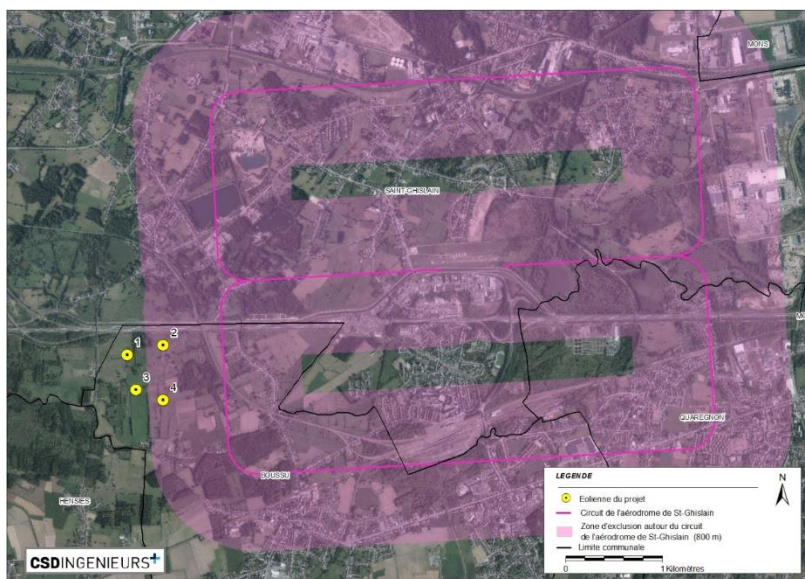 MONS
SAINT-GHISLAIN
1
2
3
4
QUAREGNON
BOUSSU
HENSIES
LEGENDE
N
Eolienne du projet
Circuit de l'aérodrome de St-Ghislain
Zone d'exclusion autour du circuit
de l'aérodrome de St-Ghislain (800 m)
Limite communale
0
1 Kilomètres
CSDINGENIEURS+